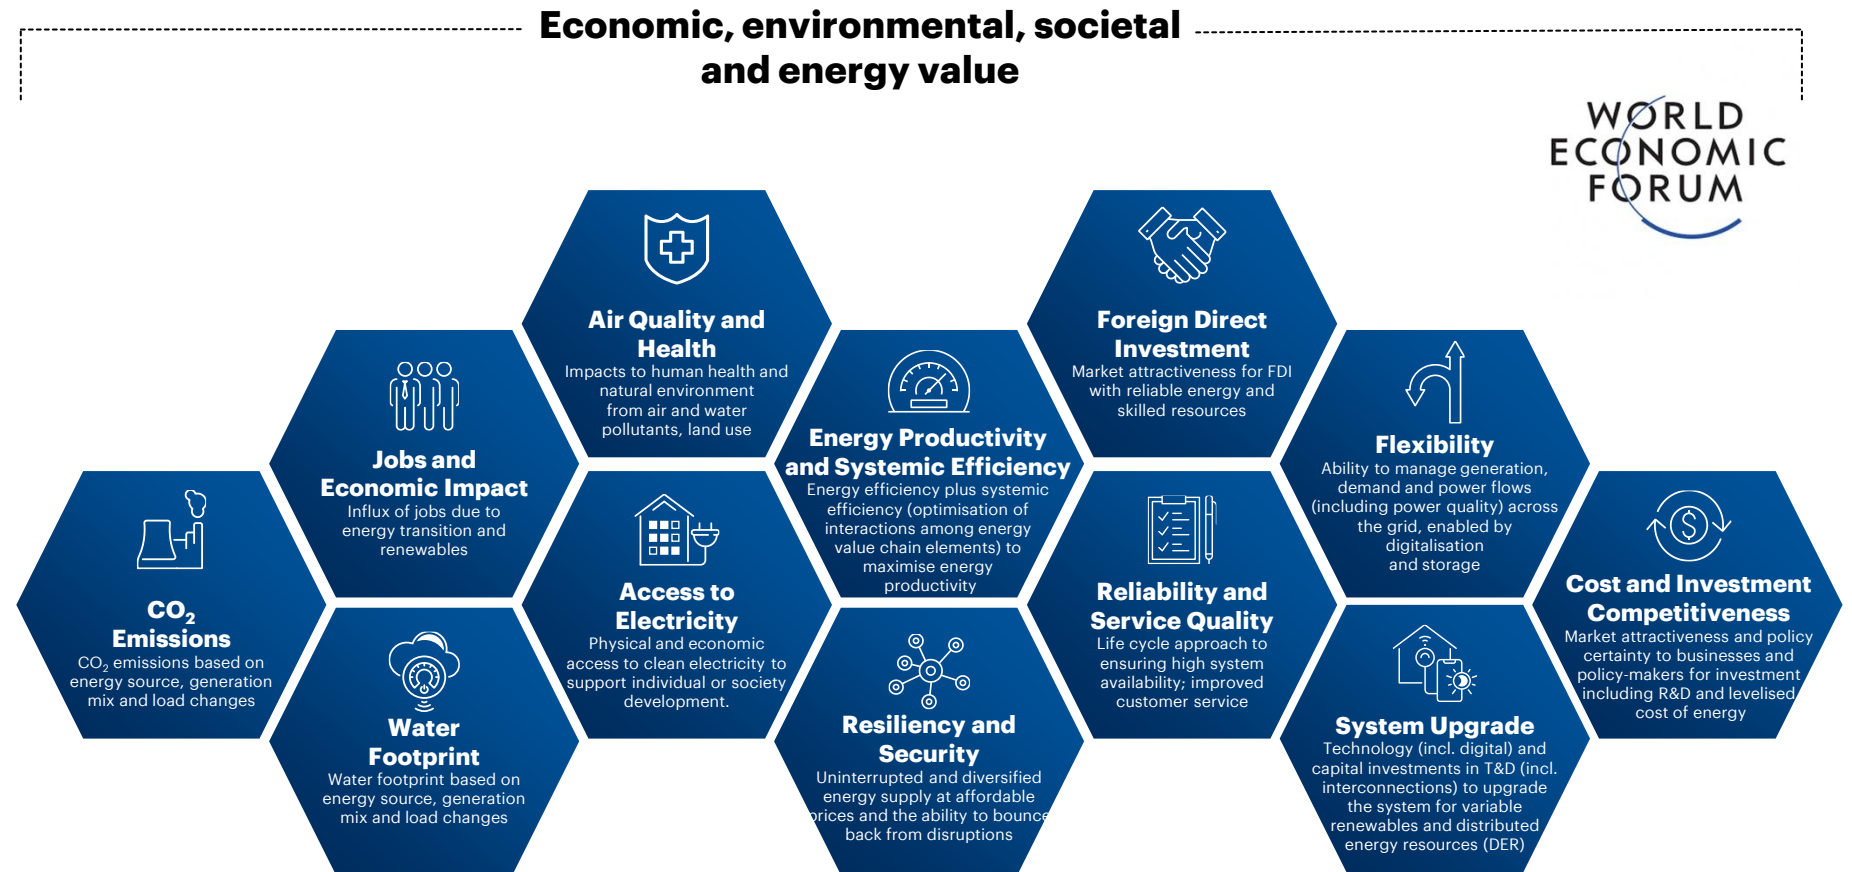 Economic, environmental, societal
and energy value
WORLD
ECONOMIC
FORUM
Air Quality and
Health
Impacts to human health and
natural environment
from air and water
pollutants, land use
Foreign Direct
Investment
Market attractiveness for FDI
with reliable energy and
skilled resources
Jobs and
Economic Impact
Influx of jobs due to
energy transition and
renewables
Energy Productivity
and Systemic Efficiency
Energy efficiency plus systemic
efficiency (optimisation of
interactions among energy
value chain elements) to
maximise energy
productivity
Flexibility
Ability to manage generation,
demand and power flows
(including power quality) across
the grid, enabled by
digitalisation
and storage
CO₂
Emissions
CO₂ emissions based on
energy source, generation
mix and load changes
Access to
Electricity
Physical and economic
access to clean electricity to
support individual or society
development.
Reliability and
Service Quality
Life cycle approach to
ensuring high system
availability; improved
customer service
Cost and Investment
Competitiveness
Market attractiveness and policy
certainty to businesses and
policy-makers for investment
including R&D and levelised
cost of energy
Water
Footprint
Water footprint based on
energy source, generation
mix and load changes
Resiliency and
Security
Uninterrupted and diversified
energy supply at affordable
prices and the ability to bounce
back from disruptions
System Upgrade
Technology (incl. digital) and
capital investments in T&D (incl.
interconnections) to upgrade
the system for variable
renewables and distributed
energy resources (DER)